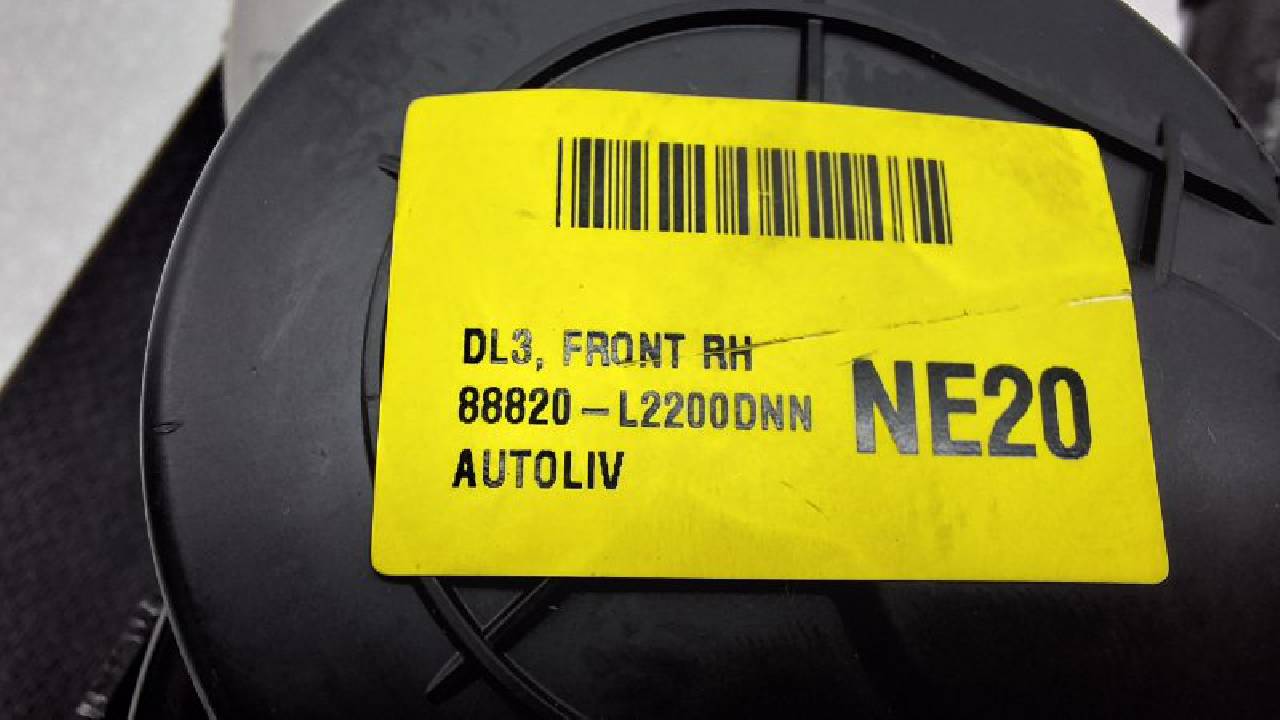 DL3, FRONT RH
88820-L2200DNN
NE20
AUTOLIV